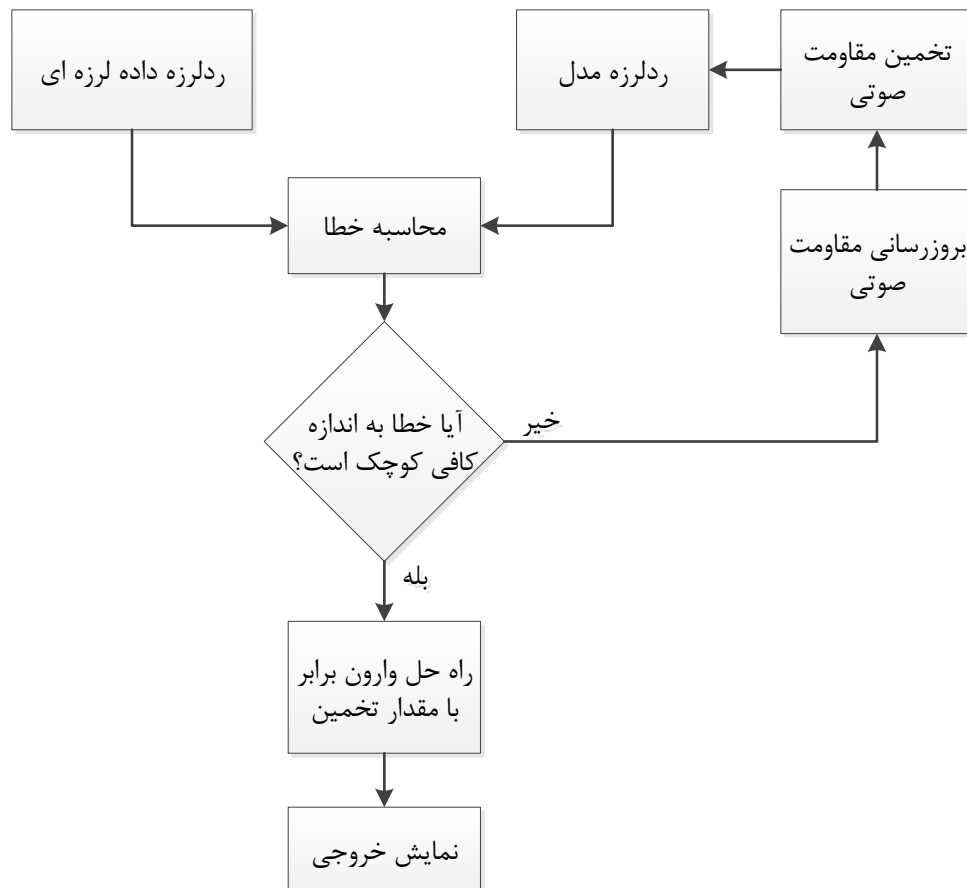 تخمین مقاومت
صوتی
ردلرزه مدل
ردلرزه داده لرزه ای
بروزرسانی مقاومت
صوتی
محاسبه خطا
آیا خطا به اندازه
کافی کوچک است؟
خیر
بله
راه حل وارون برابر
با مقدار تخمین
نمایش خروجی